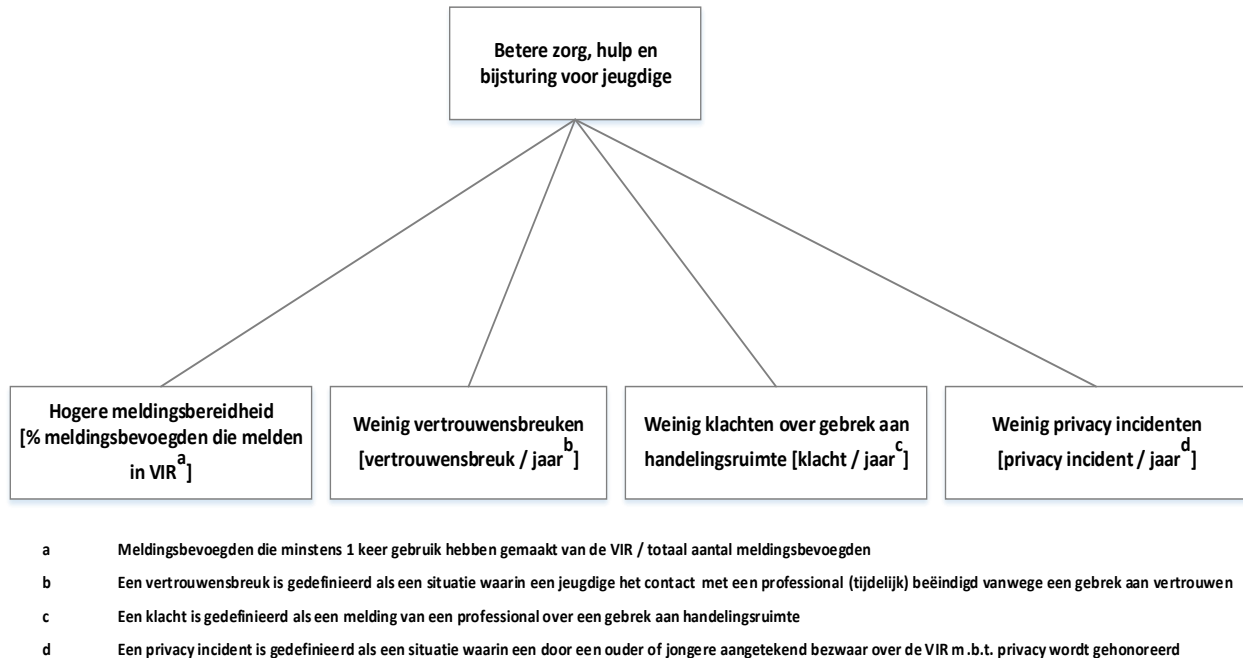 Betere zorg, hulp en
bijsturing voor jeugdige
Hogere meldingsbereidheid
[% meldingsbevoegden die melden
in VIRᵃ]
Weinig vertrouwensbreuken
[vertrouwensbreuk / jaarᵇ]
Weinig klachten over gebrek aan
handelingsruimte [klacht / jaarᶜ]
Weinig privacy incidenten
[privacy incident / jaarᵈ]
a Meldingsbevoegden die minstens 1 keer gebruik hebben gemaakt van de VIR / totaal aantal meldingsbevoegden
b Een vertrouwensbreuk is gedefinieerd als een situatie waarin een jeugdige het contact met een professional (tijdelijk) beëindigd vanwege een gebrek aan vertrouwen
c Een klacht is gedefinieerd als een melding van een professional over een gebrek aan handelingsruimte
d Een privacy incident is gedefinieerd als een situatie waarin een door een ouder of jongere aangetekend bezwaar over de VIR m.b.t. privacy wordt gehonoreerd